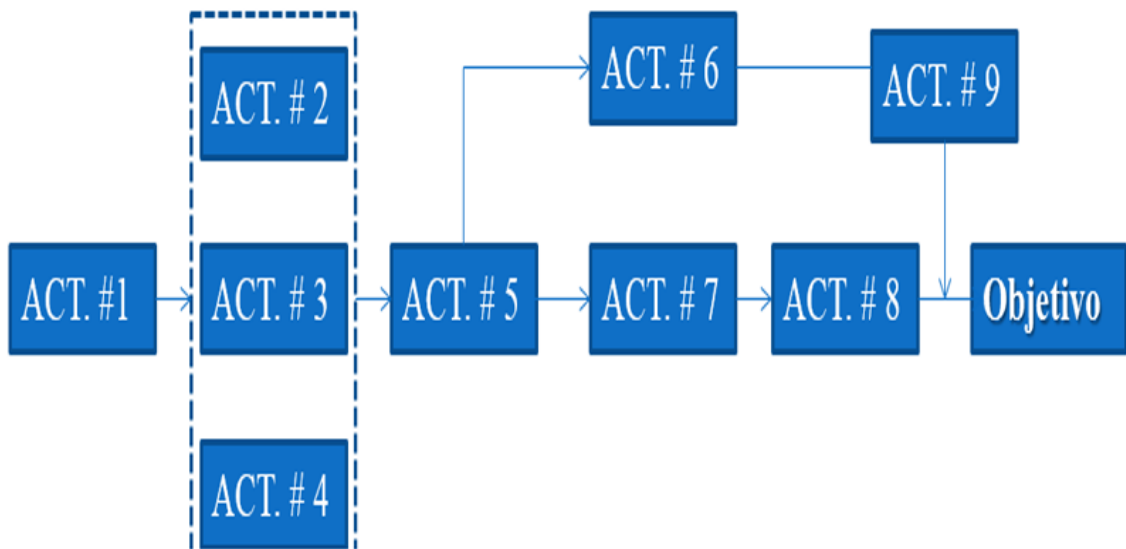 ACT. #1
ACT. # 2
ACT. # 3
ACT. # 4
ACT. # 5
ACT. # 6
ACT. # 7
ACT. # 8
ACT. # 9
Objetivo